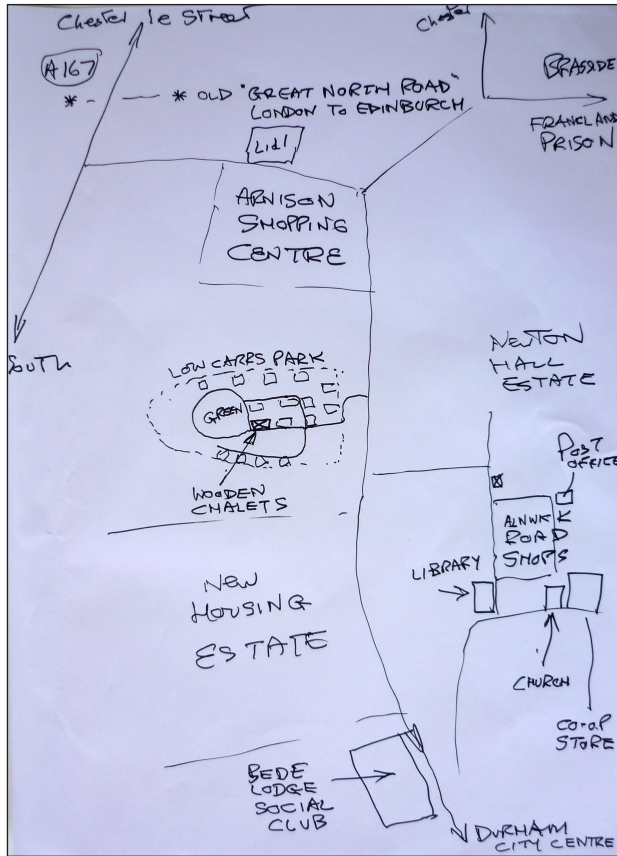 Chester le Street
Chester
A167
BRASSIDE
* - — * OLD "GREAT NORTH ROAD"
LONDON TO EDINBURGH
FRANKLAND
PRISON
Lidl
ARNISON
SHOPPING
CENTRE
SOUTH
NEWTON
HALL
ESTATE
LOW CARRS PARK
GREEN
POST
OFFICE
WOODEN
CHALETS
ALNWICK
ROAD
SHOPS
LIBRARY
NEW
HOUSING
ESTATE
CHURCH
CO-OP
STORE
BEDE
LODGE
SOCIAL
CLUB
DURHAM
CITY CENTRE